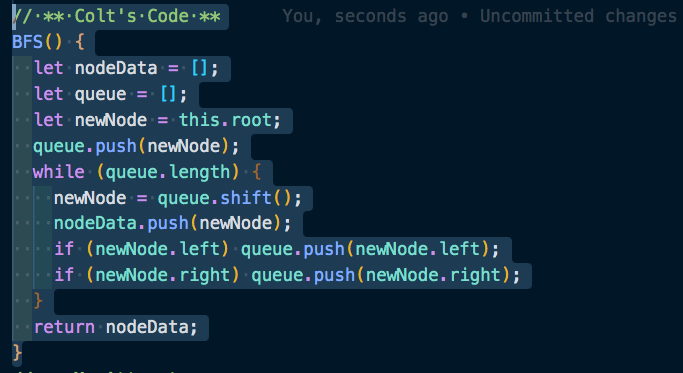 // ** Colt's Code ** You, seconds ago • Uncommitted changes
BFS() {
let nodeData = [];
let queue = [];
let newNode = this.root;
queue.push(newNode);
while (queue.length) {
newNode = queue.shift();
nodeData.push(newNode);
if (newNode.left) queue.push(newNode.left);
if (newNode.right) queue.push(newNode.right);
}
return nodeData;
}